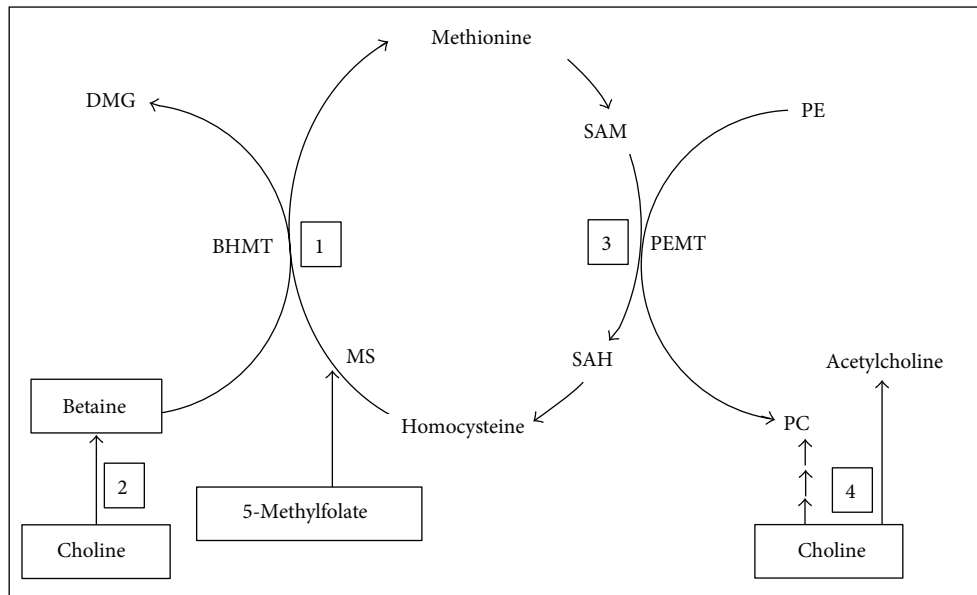 Methionine
DMG
SAM
PE
BHMT
1
3
PEMT
MS
SAH
Acetylcholine
Betaine
Homocysteine
PC
2
4
5-Methylfolate
Choline
Choline